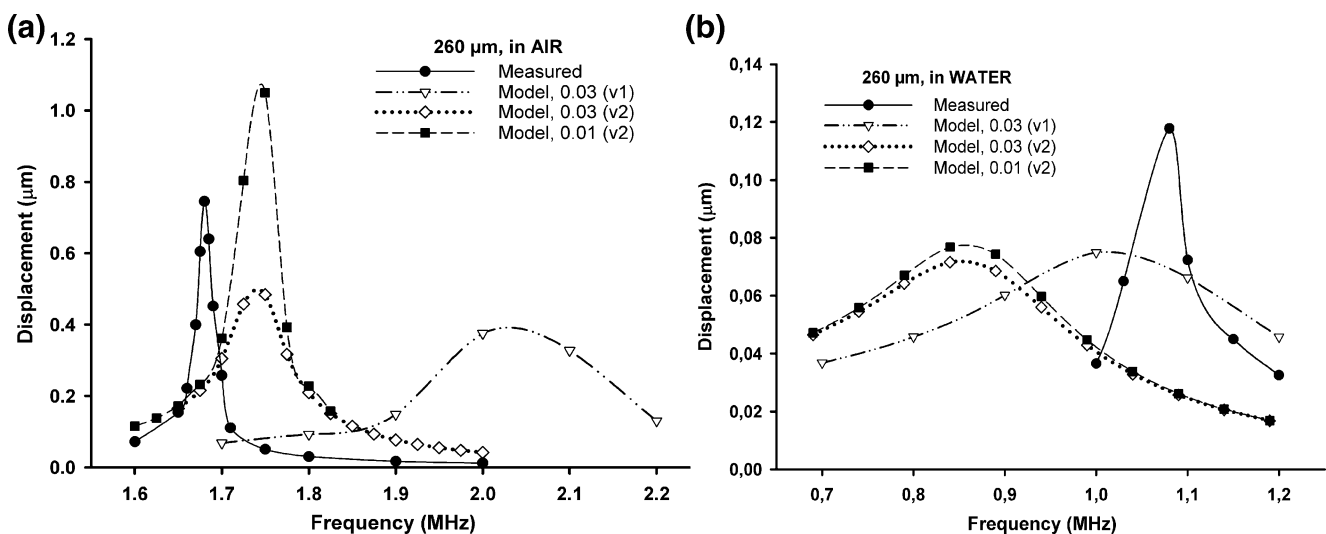 (a)
260 µm, in AIR
Measured
Model, 0.03 (v1)
Model, 0.03 (v2)
Model, 0.01 (v2)
1.2
1.0
0.8
0.6
0.4
0.2
0.0
Displacement (µm)
1.6 1.7 1.8 1.9 2.0 2.1 2.2
Frequency (MHz)
(b)
260 µm, in WATER
Measured
Model, 0.03 (v1)
Model, 0.03 (v2)
Model, 0.01 (v2)
0,14
0,12
0,10
0,08
0,06
0,04
0,02
0,00
Displacement (µm)
0,7 0,8 0,9 1,0 1,1 1,2
Frequency (MHz)